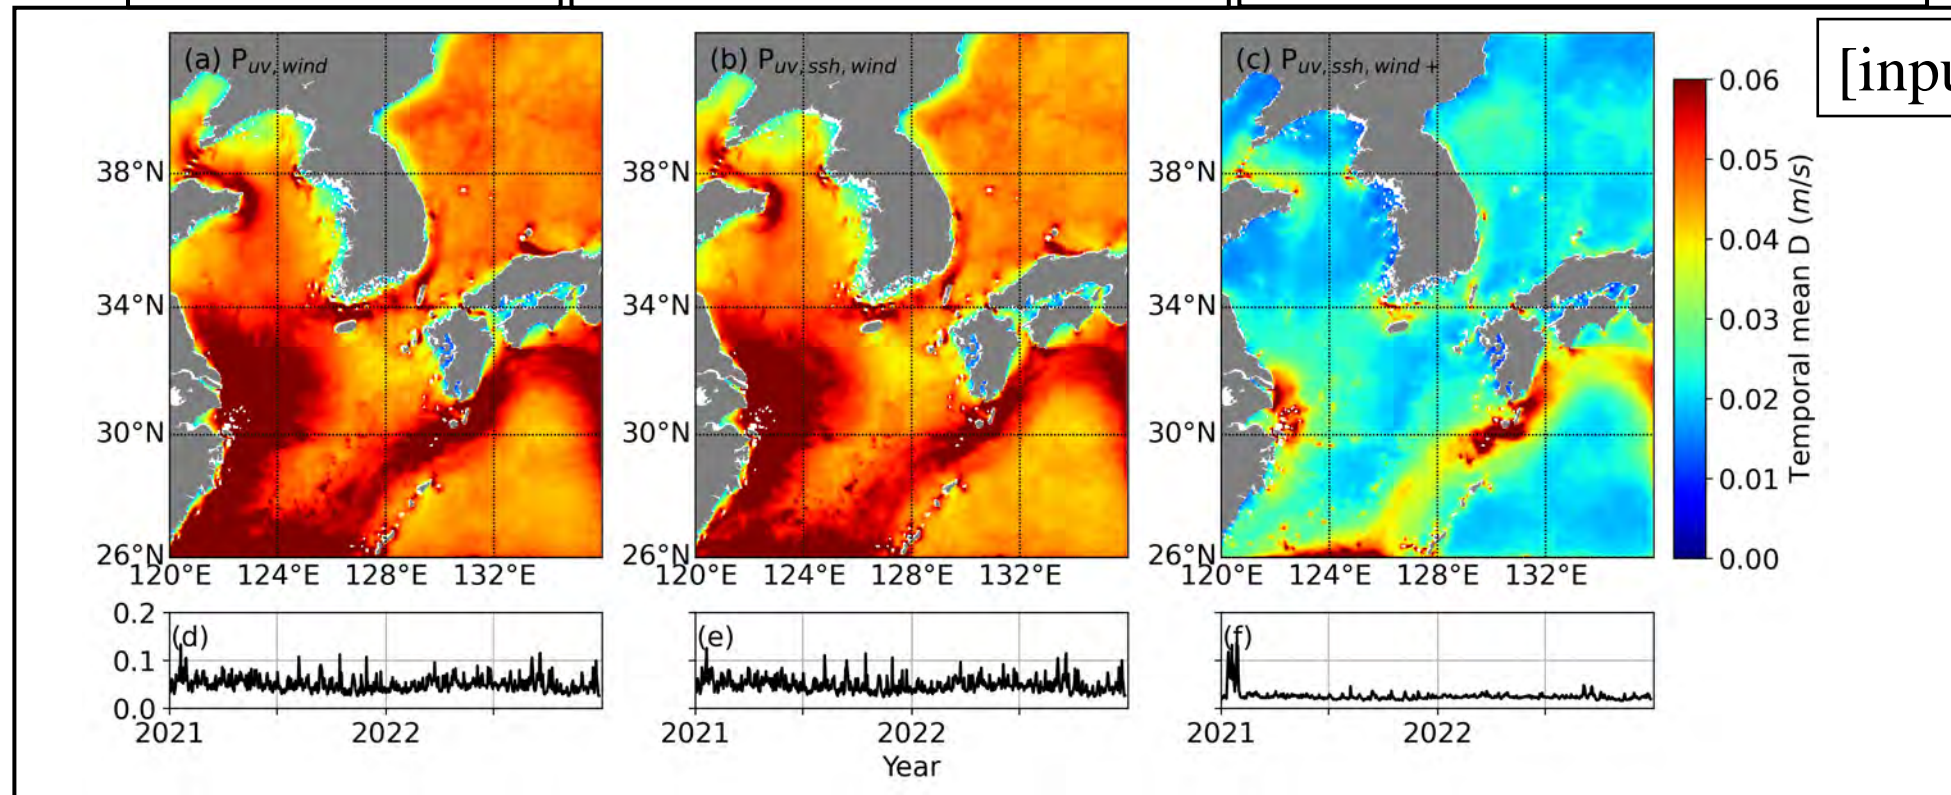 (a) P_uv, wind
(b) P_uv, ssh, wind
(c) P_uv, ssh, wind +
[inpu
38°N
34°N
30°N
26°N
120°E 124°E 128°E 132°E
38°N
34°N
30°N
26°N
120°E 124°E 128°E 132°E
38°N
34°N
30°N
26°N
120°E 124°E 128°E 132°E
0.06
0.05
0.04
0.03
0.02
0.01
0.00
Temporal mean D (m/s)
0.2
0.1
0.0
(d)
2021 2022
(e)
2021 2022
(f)
2021 2022
Year